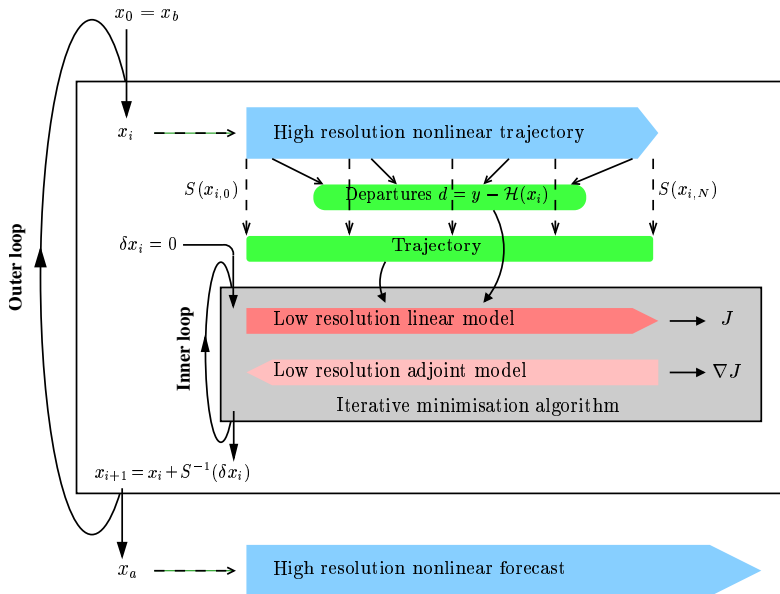 x_0 = x_b
x_i
High resolution nonlinear trajectory
S(x_{i,0})
Departures d = y − ℋ(x_i)
S(x_{i,N})
δx_i = 0
Trajectory
Outer loop
Inner loop
Low resolution linear model
J
Low resolution adjoint model
∇J
Iterative minimisation algorithm
x_{i+1} = x_i + S^{−1}(δx_i)
x_a
High resolution nonlinear forecast